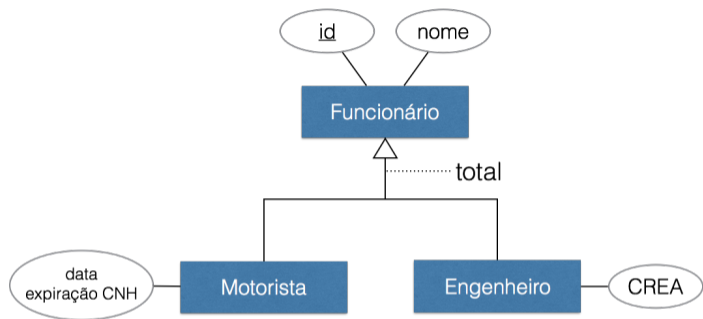 id
nome
Funcionário
total
data
expiração CNH
Motorista
Engenheiro
CREA